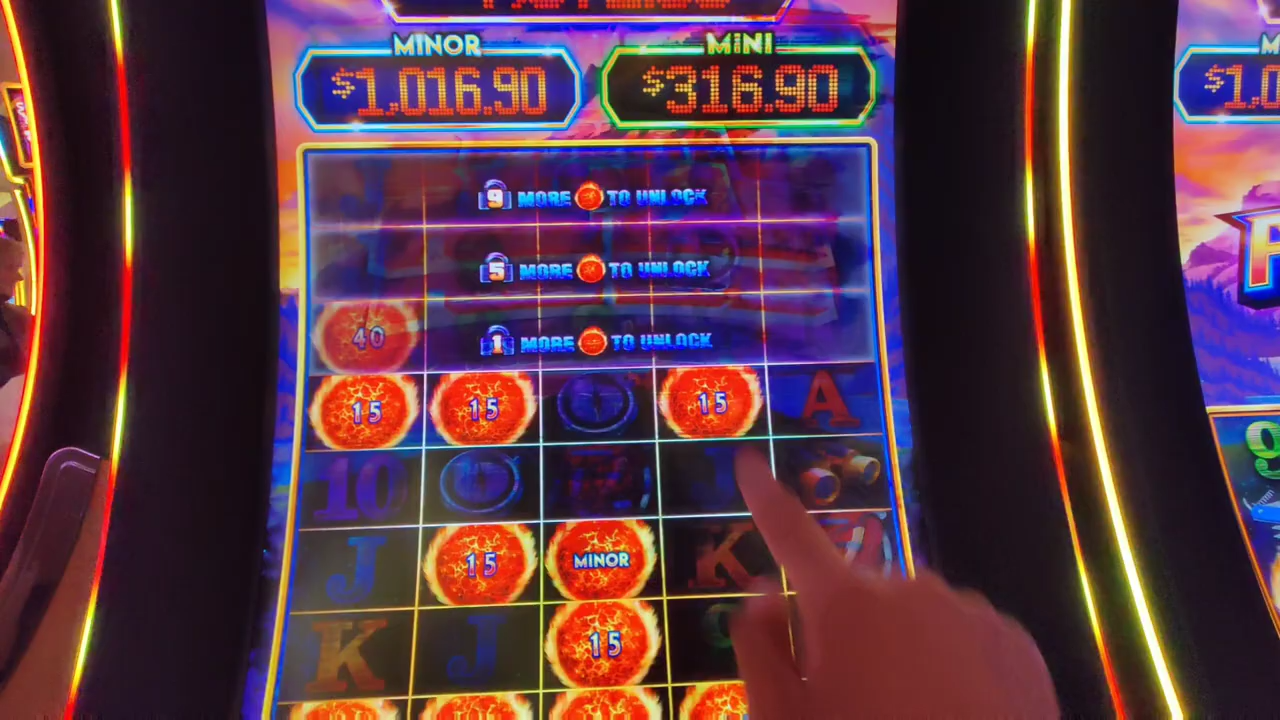 MINOR MINI
$1,016.90 $316.90
9 MORE TO UNLOCK
5 MORE TO UNLOCK
40 1 MORE TO UNLOCK
15 15 15 A
10 J
J 15 MINOR K
K J 15